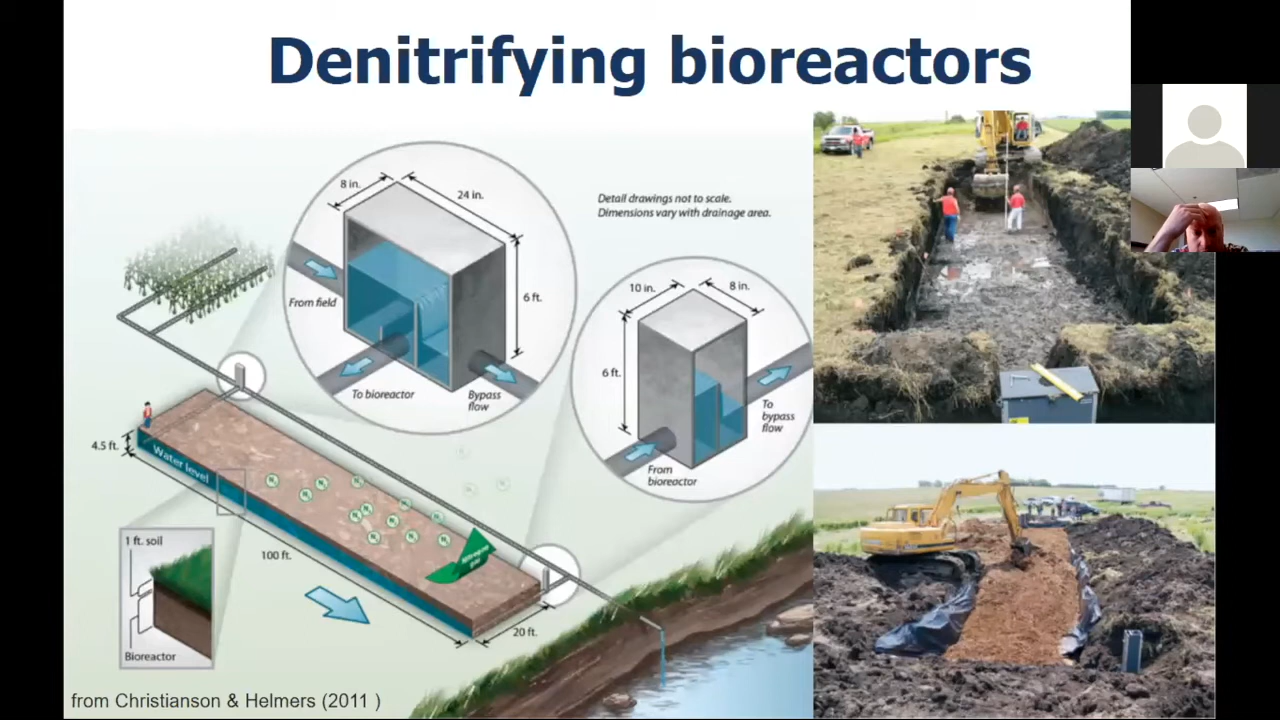 Denitrifying bioreactors
8 in.
24 in.
6 ft.
From field
To bioreactor
Bypass
flow
Detail drawings not to scale.
Dimensions vary with drainage area.
10 in.
8 in.
6 ft.
To
bypass
flow
From
bioreactor
4.5 ft.
Water level
100 ft.
20 ft.
Nitrogen
gas
1 ft. soil
Bioreactor
from Christianson & Helmers (2011 )